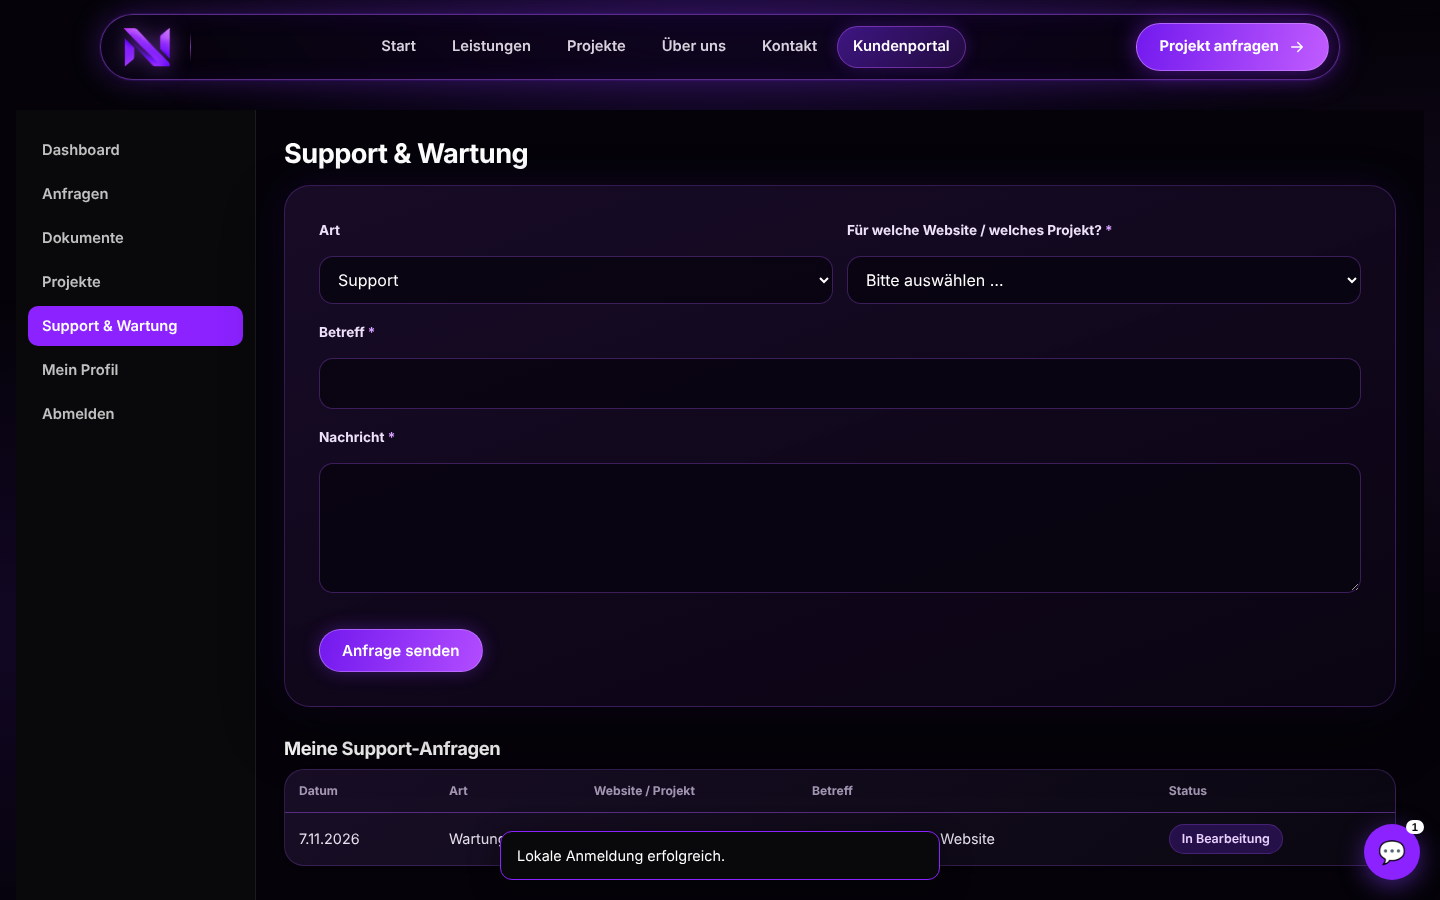 Start Leistungen Projekte Über uns Kontakt Kundenportal Projekt anfragen →
Dashboard
Anfragen
Dokumente
Projekte
Support & Wartung
Mein Profil
Abmelden
Support & Wartung
Art
Für welche Website / welches Projekt? *
Support
Bitte auswählen ...
Betreff *
Nachricht *
Anfrage senden
Meine Support-Anfragen
Datum Art Website / Projekt Betreff Status
7.11.2026 Website In Bearbeitung
Lokale Anmeldung erfolgreich.
1